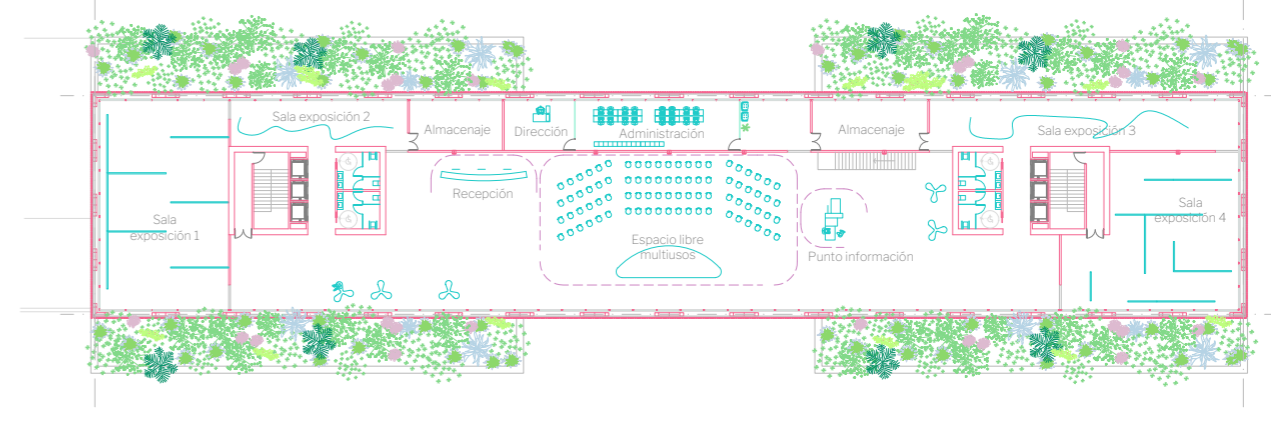 Sala exposición 2
Almacenaje
Dirección
Administración
Almacenaje
Sala exposición 3
Recepción
Sala
exposición 1
Sala
exposición 4
Espacio libre
multiusos
Punto información